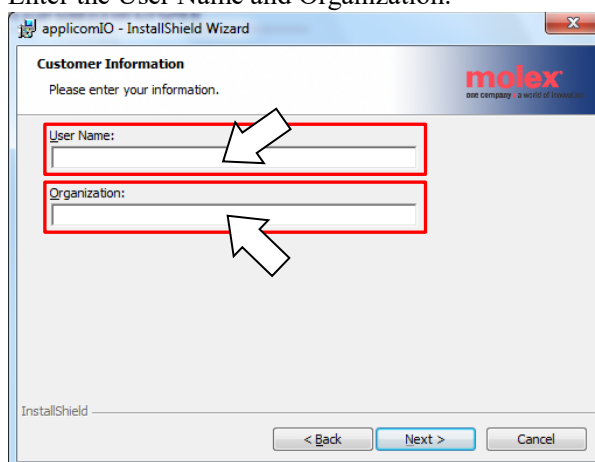 Enter the User Name and Organization.
applicomIO - InstallShield Wizard
Customer Information
Please enter your information.
molex
one company a world of innovation
User Name:
Organization:
InstallShield
< Back Next > Cancel